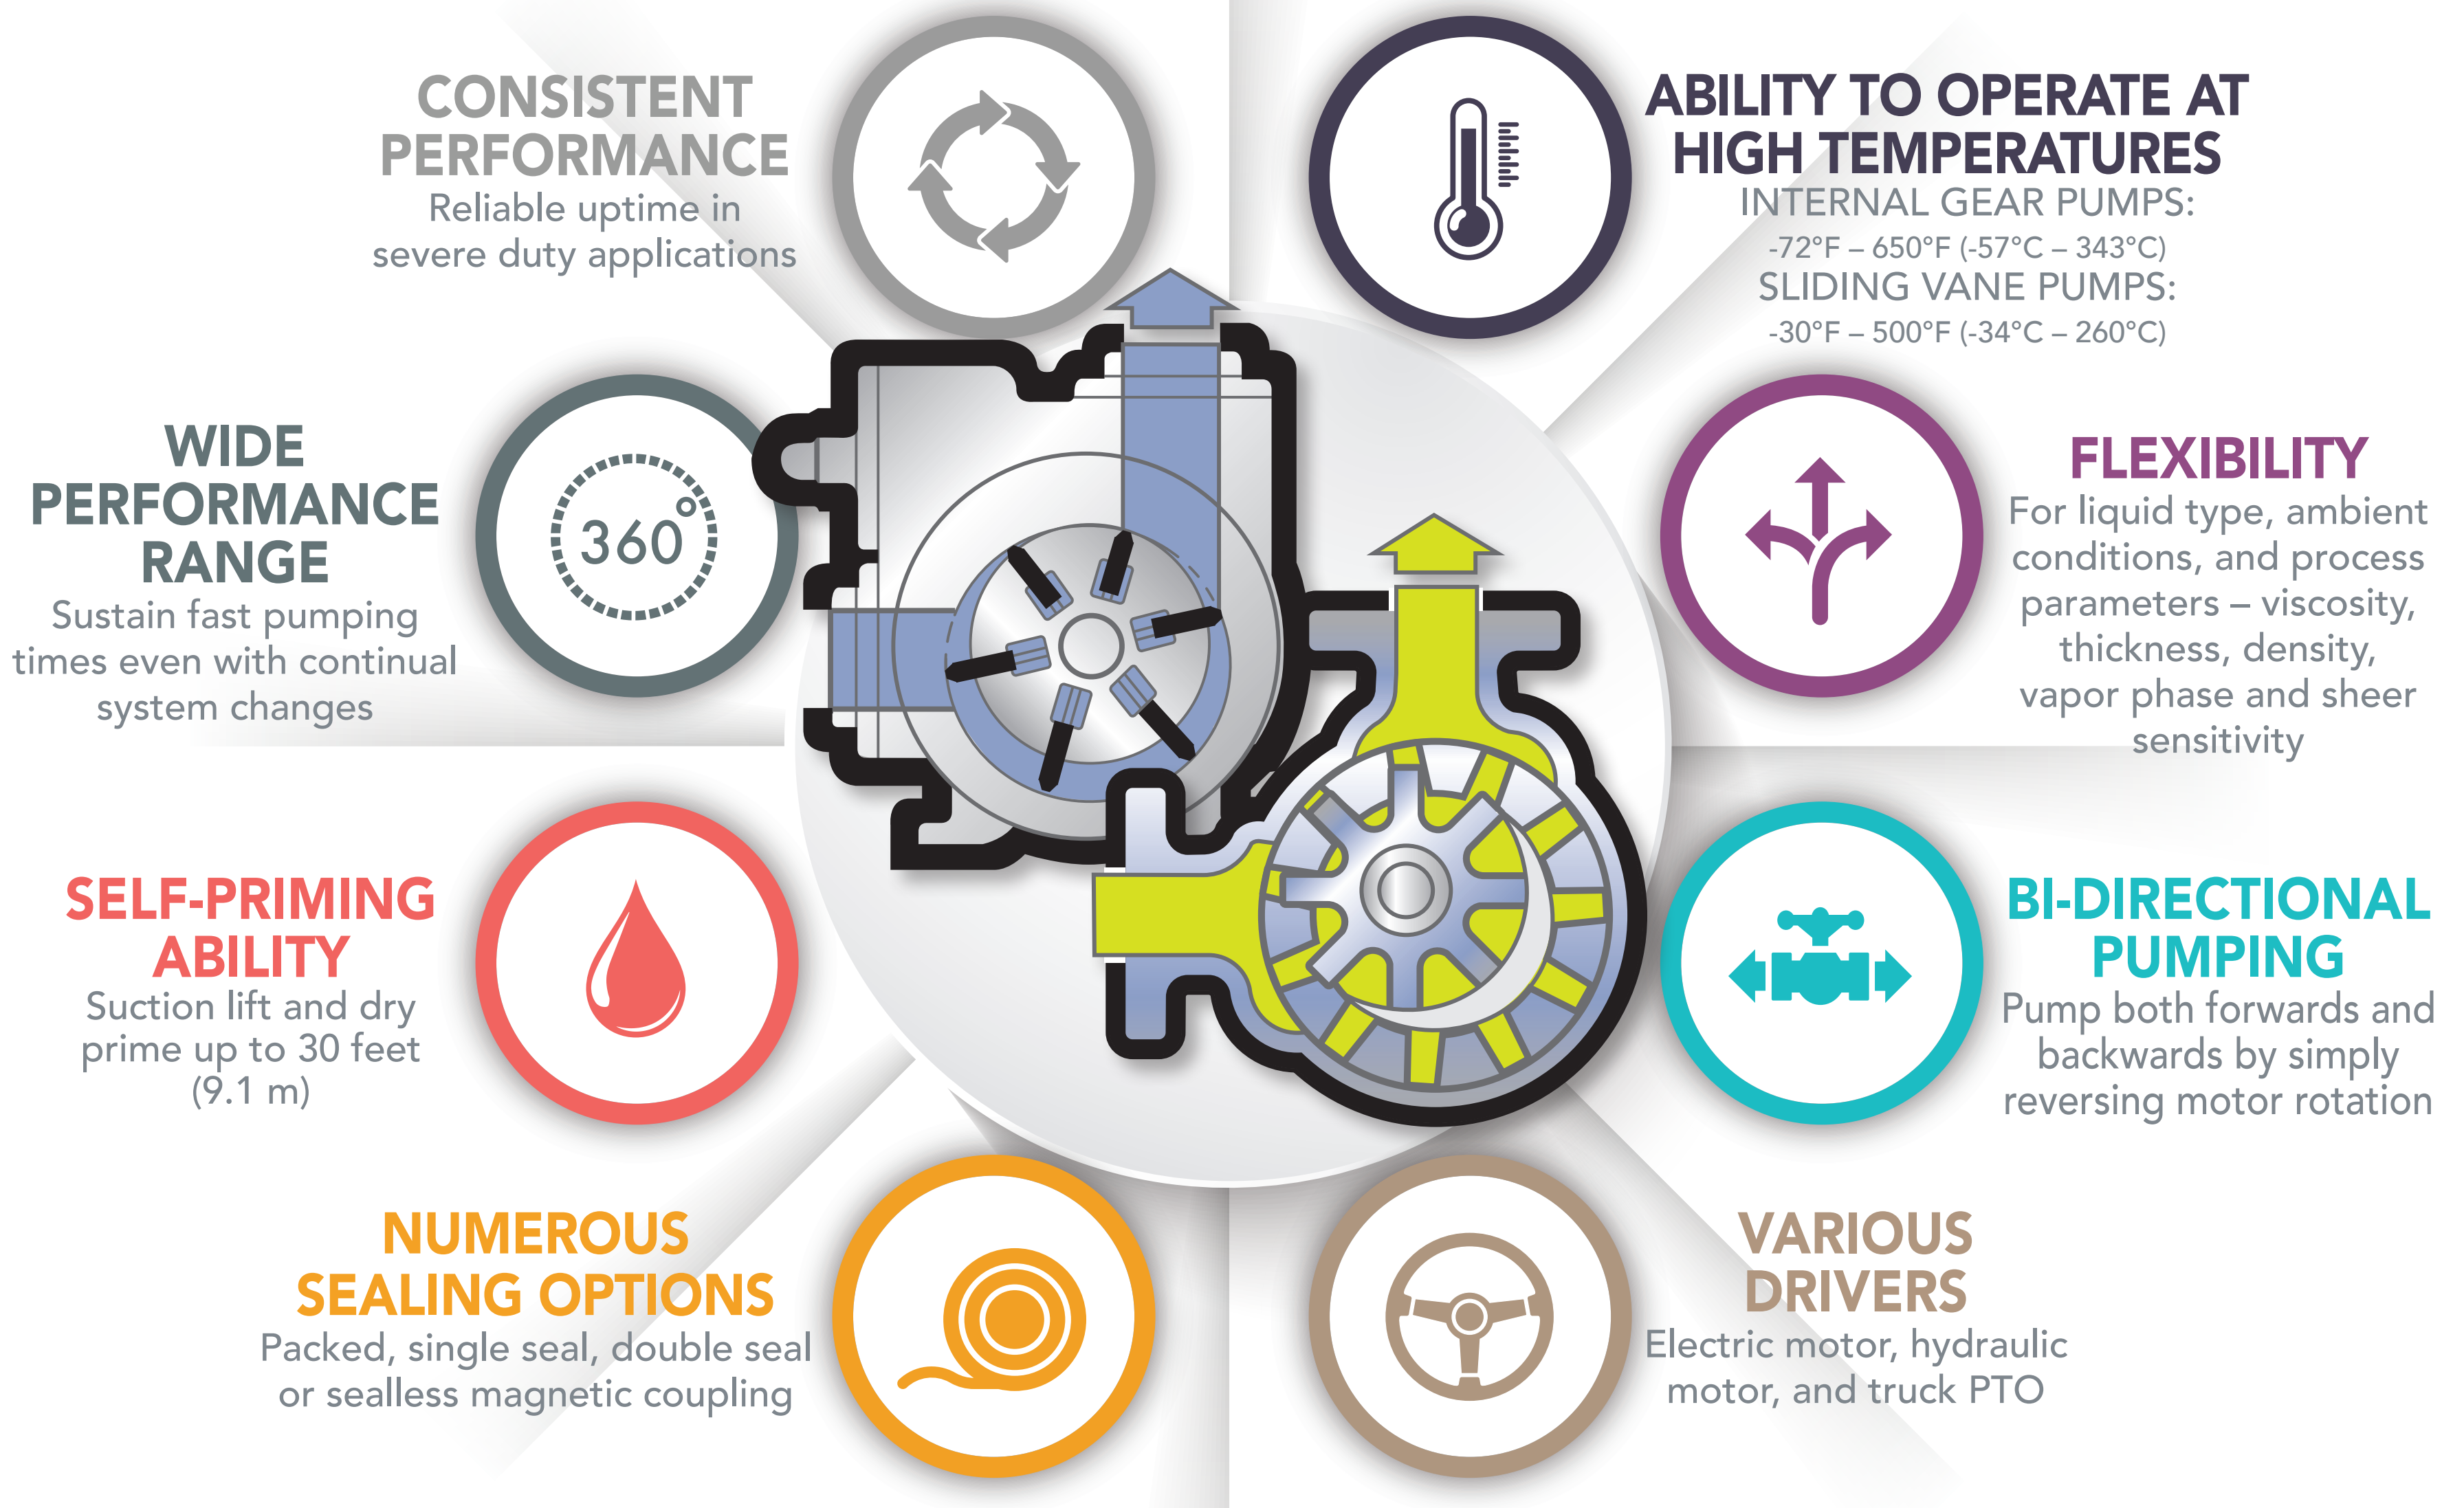 CONSISTENT
PERFORMANCE
Reliable uptime in
severe duty applications
ABILITY TO OPERATE AT
HIGH TEMPERATURES
INTERNAL GEAR PUMPS:
-72°F – 650°F (-57°C – 343°C)
SLIDING VANE PUMPS:
-30°F – 500°F (-34°C – 260°C)
WIDE
PERFORMANCE
RANGE
Sustain fast pumping
times even with continual
system changes
360°
FLEXIBILITY
For liquid type, ambient
conditions, and process
parameters – viscosity,
thickness, density,
vapor phase and sheer
sensitivity
SELF-PRIMING
ABILITY
Suction lift and dry
prime up to 30 feet
(9.1 m)
BI-DIRECTIONAL
PUMPING
Pump both forwards and
backwards by simply
reversing motor rotation
NUMEROUS
SEALING OPTIONS
Packed, single seal, double seal
or sealless magnetic coupling
VARIOUS
DRIVERS
Electric motor, hydraulic
motor, and truck PTO